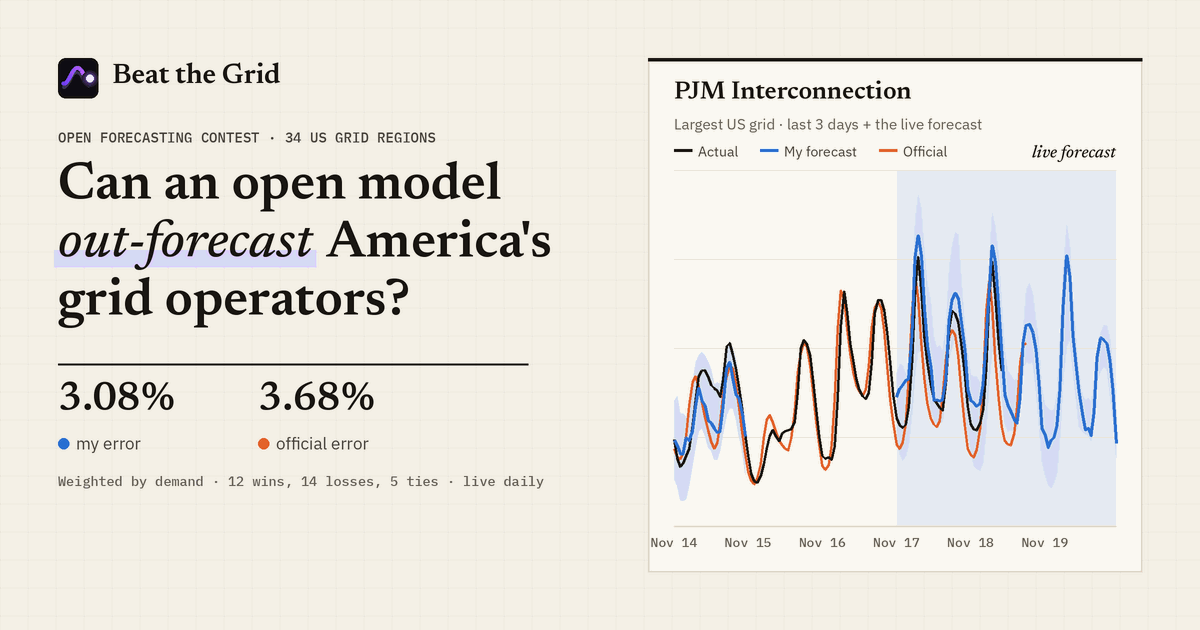 Beat the Grid
OPEN FORECASTING CONTEST · 34 US GRID REGIONS
Can an open model
out-forecast America's
grid operators?
3.08%
my error
3.68%
official error
Weighted by demand · 12 wins, 14 losses, 5 ties · live daily
PJM Interconnection
Largest US grid · last 3 days + the live forecast
Actual My forecast Official
live forecast
Nov 14 Nov 15 Nov 16 Nov 17 Nov 18 Nov 19